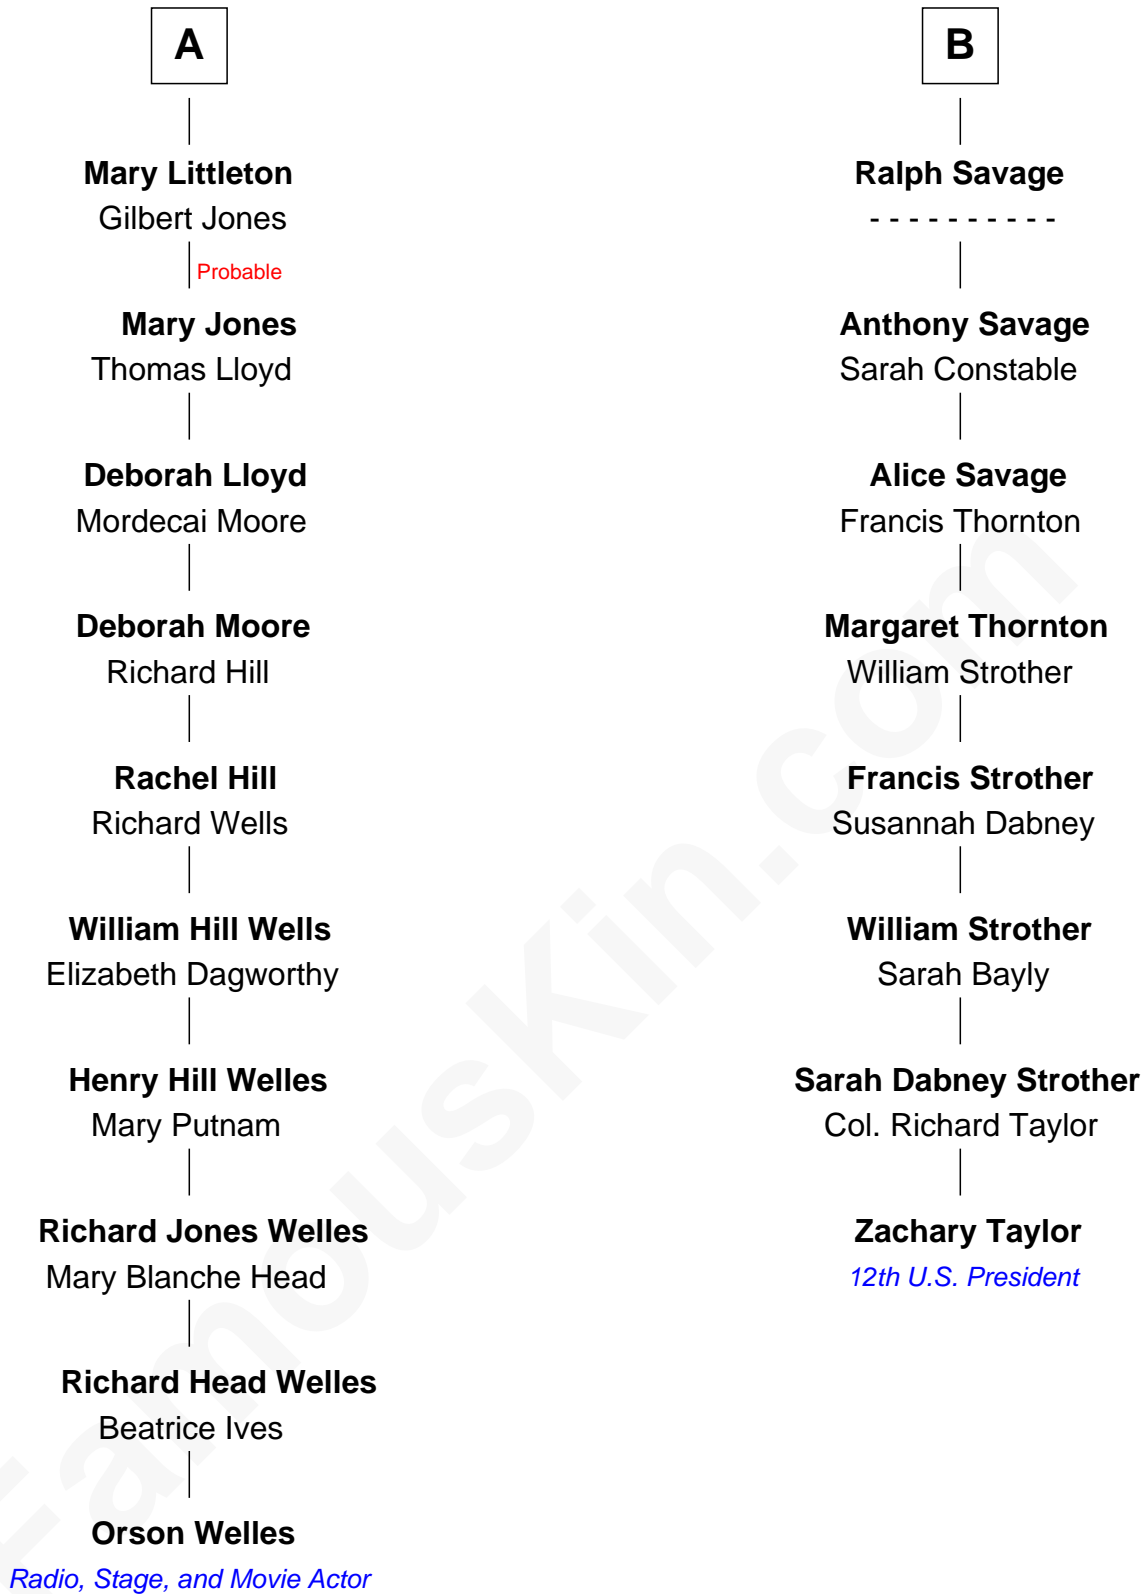 A
Mary Littleton
Gilbert Jones
Probable
Mary Jones
Thomas Lloyd
Deborah Lloyd
Mordecai Moore
Deborah Moore
Richard Hill
Rachel Hill
Richard Wells
William Hill Wells
Elizabeth Dagworthy
Henry Hill Welles
Mary Putnam
Richard Jones Welles
Mary Blanche Head
Richard Head Welles
Beatrice Ives
Orson Welles
Radio, Stage, and Movie Actor
B
Ralph Savage
- - - - - - - - - -
Anthony Savage
Sarah Constable
Alice Savage
Francis Thornton
Margaret Thornton
William Strother
Francis Strother
Susannah Dabney
William Strother
Sarah Bayly
Sarah Dabney Strother
Col. Richard Taylor
Zachary Taylor
12th U.S. President
FamousKin.com